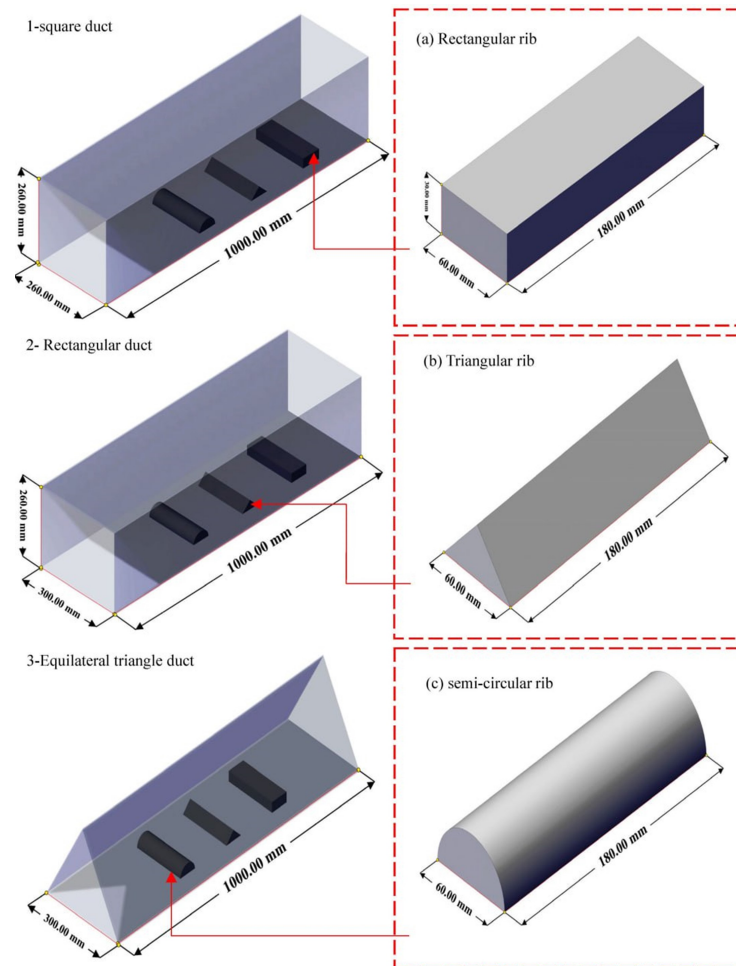 1-square duct
260.00 mm
260.00 mm
1000.00 mm
(a) Rectangular rib
30.00 mm
60.00 mm
180.00 mm
2- Rectangular duct
260.00 mm
300.00 mm
1000.00 mm
(b) Triangular rib
60.00 mm
180.00 mm
3-Equilateral triangle duct
300.00 mm
1000.00 mm
(c) semi-circular rib
60.00 mm
180.00 mm